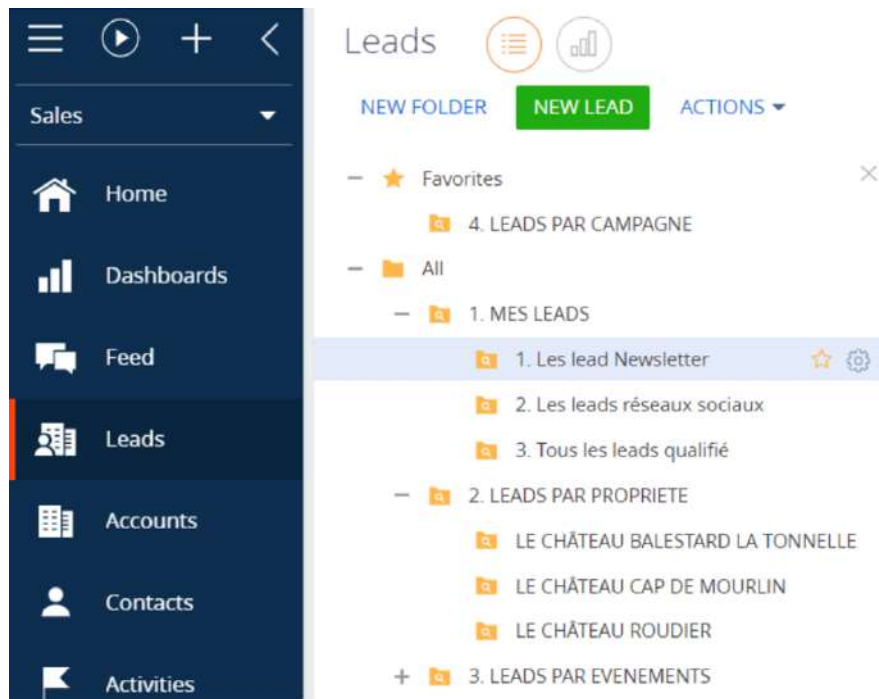 Sales
Home
Dashboards
Feed
Leads
Accounts
Contacts
Activities
Leads
NEW FOLDER
NEW LEAD
ACTIONS
Favorites
4. LEADS PAR CAMPAGNE
All
1. MES LEADS
1. Les lead Newsletter
2. Les leads réseaux sociaux
3. Tous les leads qualifié
2. LEADS PAR PROPRIETE
LE CHÂTEAU BALESTARD LA TONNELLE
LE CHÂTEAU CAP DE MOURLIN
LE CHÂTEAU ROUDIER
3. LEADS PAR EVENEMENTS